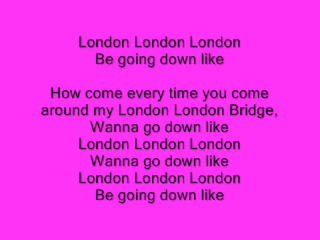 London London London
Be going down like
How come every time you come
around my London London Bridge,
Wanna go down like
London London London
Wanna go down like
London London London
Be going down like